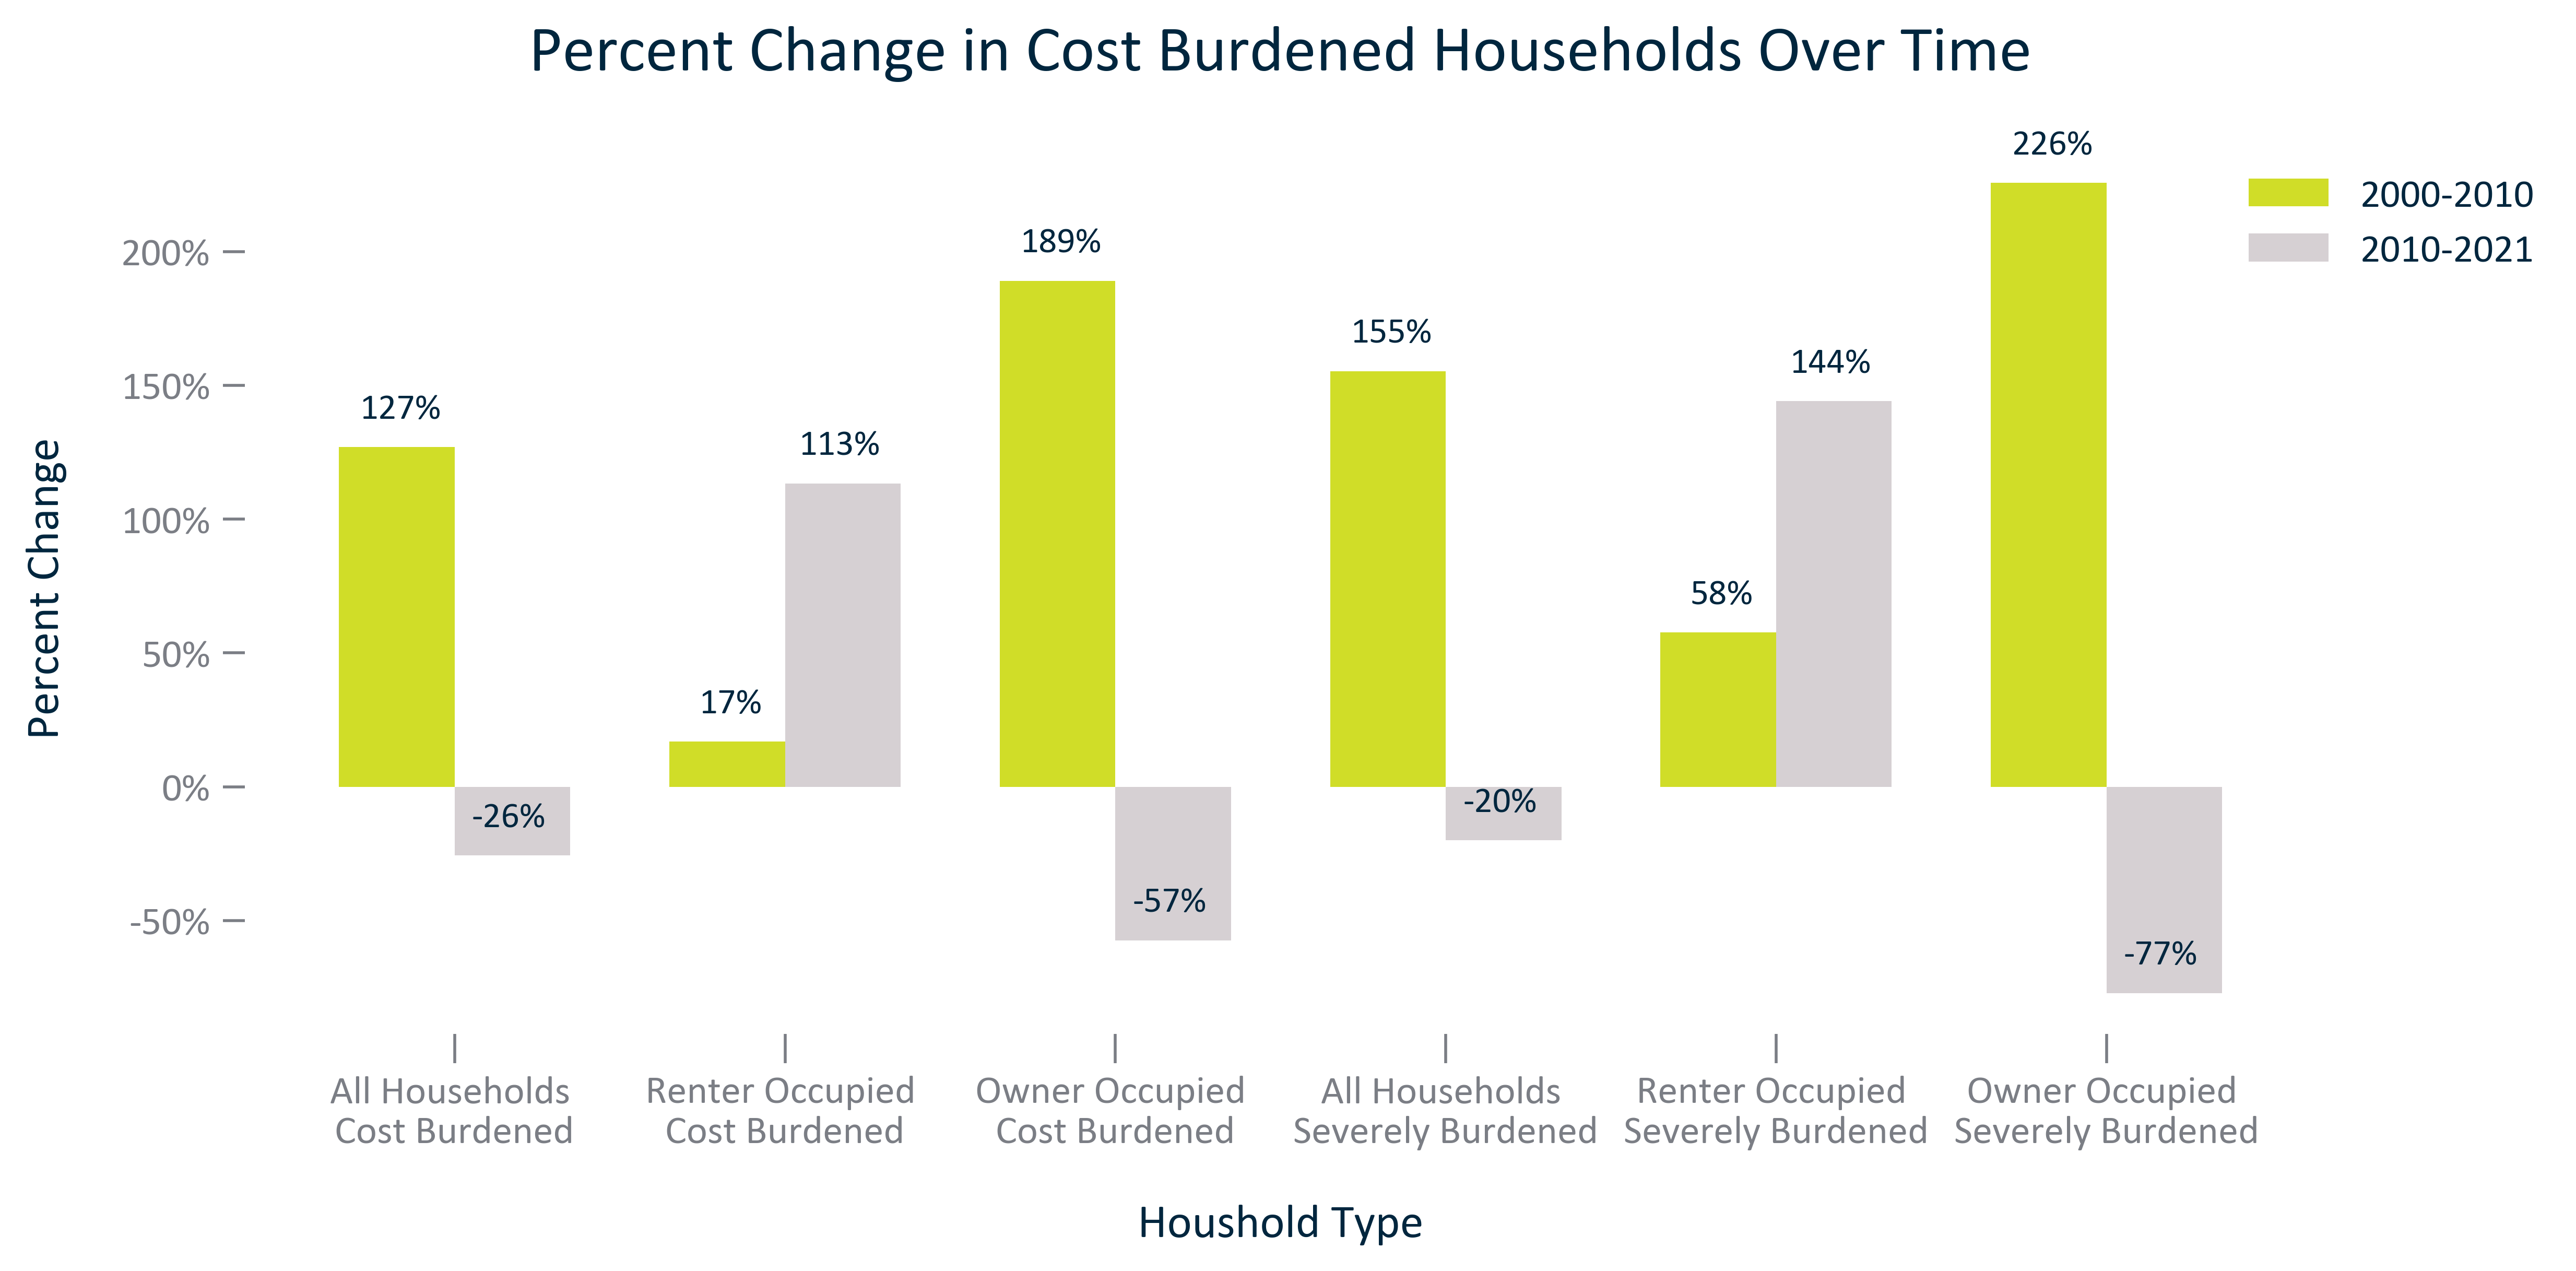 Percent Change in Cost Burdened Households Over Time
226%
2000-2010
2010-2021
200%
189%
155%
150%
144%
127%
113%
Percent Change
100%
58%
50%
17%
0%
-26%
-20%
-57%
-50%
-77%
All Households
Cost Burdened
Renter Occupied
Cost Burdened
Owner Occupied
Cost Burdened
All Households
Severely Burdened
Renter Occupied
Severely Burdened
Owner Occupied
Severely Burdened
Houshold Type